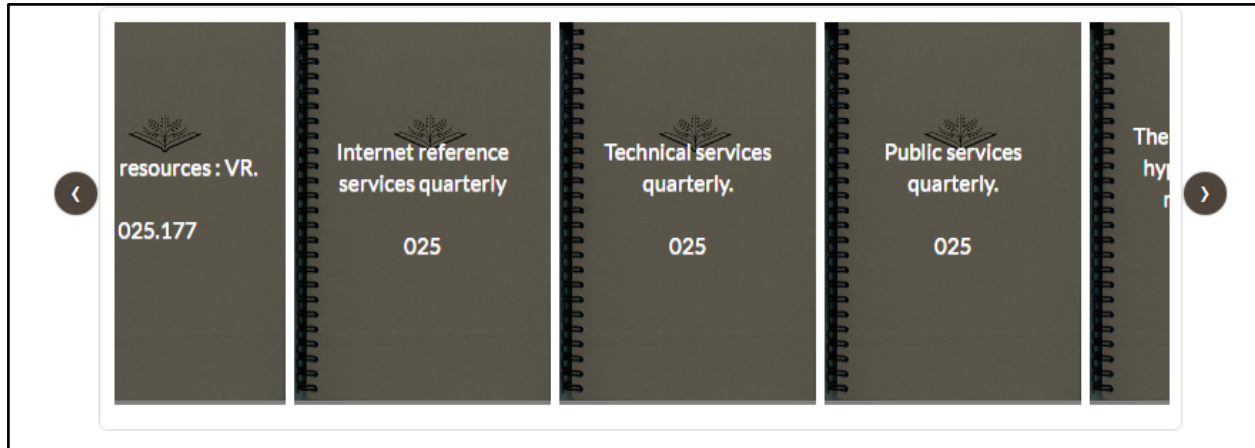 resources : VR.
025.177
Internet reference
services quarterly
025
Technical services
quarterly.
025
Public services
quarterly.
025
The